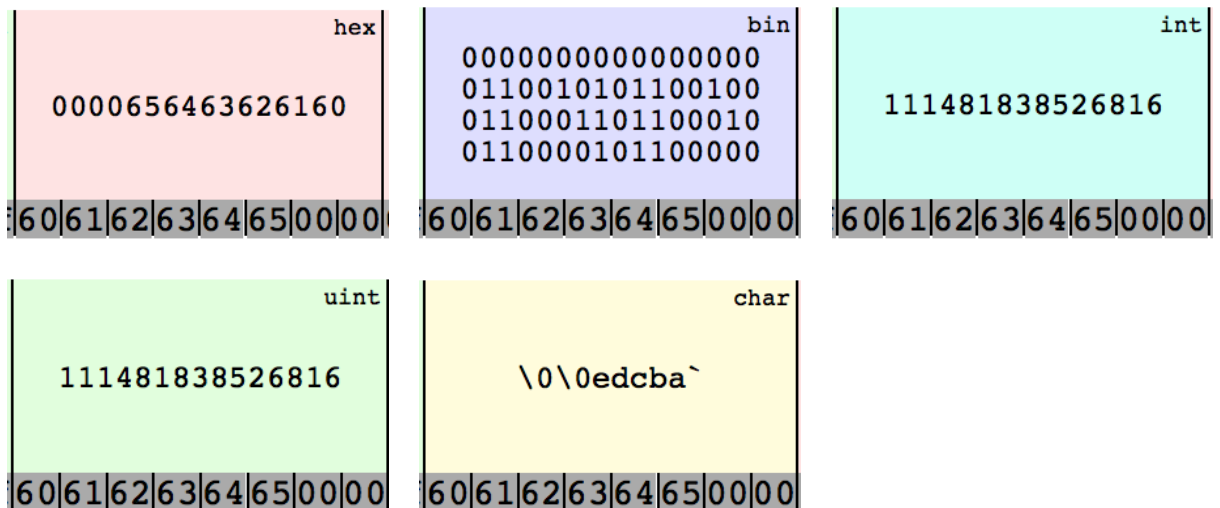 hex
0000656463626160
60|61|62|63|64|65|00|00
bin
0000000000000000
0110010101100100
0110001101100010
0110000101100000
60|61|62|63|64|65|00|00
int
111481838526816
60|61|62|63|64|65|00|00
uint
111481838526816
60|61|62|63|64|65|00|00
char
\0\0edcba`
60|61|62|63|64|65|00|00